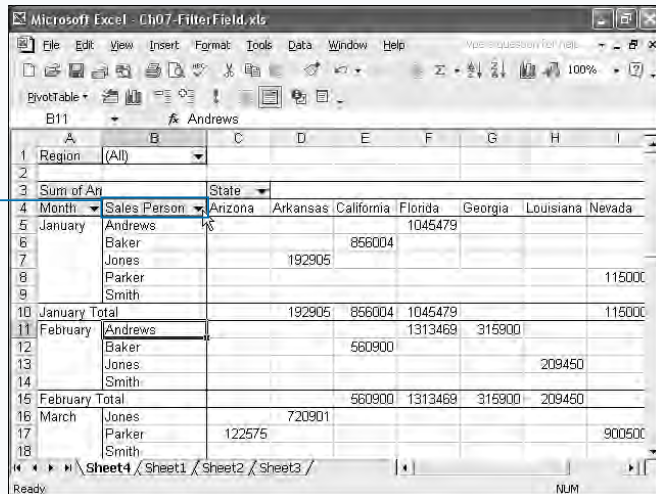 Microsoft Excel - Ch07-FilterField.xls
File Edit View Insert Format Tools Data Window Help
Σ 100%
PivotTable
B11 fx Andrews
A B C D E F G H I
1 Region (All)
2
3 Sum of Am State
4 Month Sales Person Arizona Arkansas California Florida Georgia Louisiana Nevada
5 January Andrews 1045479
6 Baker 856004
7 Jones 192905
8 Parker 115000
9 Smith
10 January Total 192905 856004 1045479 115000
11 February Andrews 1313469 315900
12 Baker 560900
13 Jones 209450
14 Smith
15 February Total 560900 1313469 315900 209450
16 March Jones 720901
17 Parker 122575 900500
18 Smith
Sheet4 Sheet1 Sheet2 Sheet3
Ready NUM